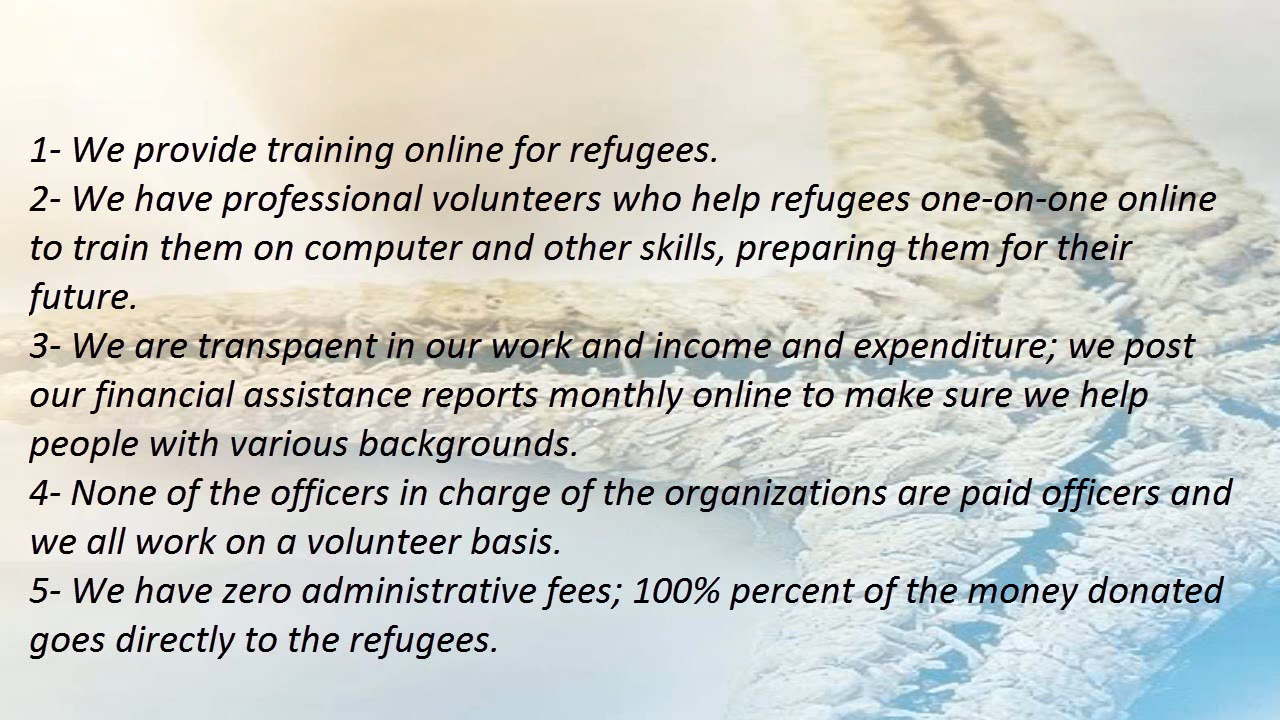 1- We provide training online for refugees.
2- We have professional volunteers who help refugees one-on-one online
to train them on computer and other skills, preparing them for their
future.
3- We are transpaent in our work and income and expenditure; we post
our financial assistance reports monthly online to make sure we help
people with various backgrounds.
4- None of the officers in charge of the organizations are paid officers and
we all work on a volunteer basis.
5- We have zero administrative fees; 100% percent of the money donated
goes directly to the refugees.